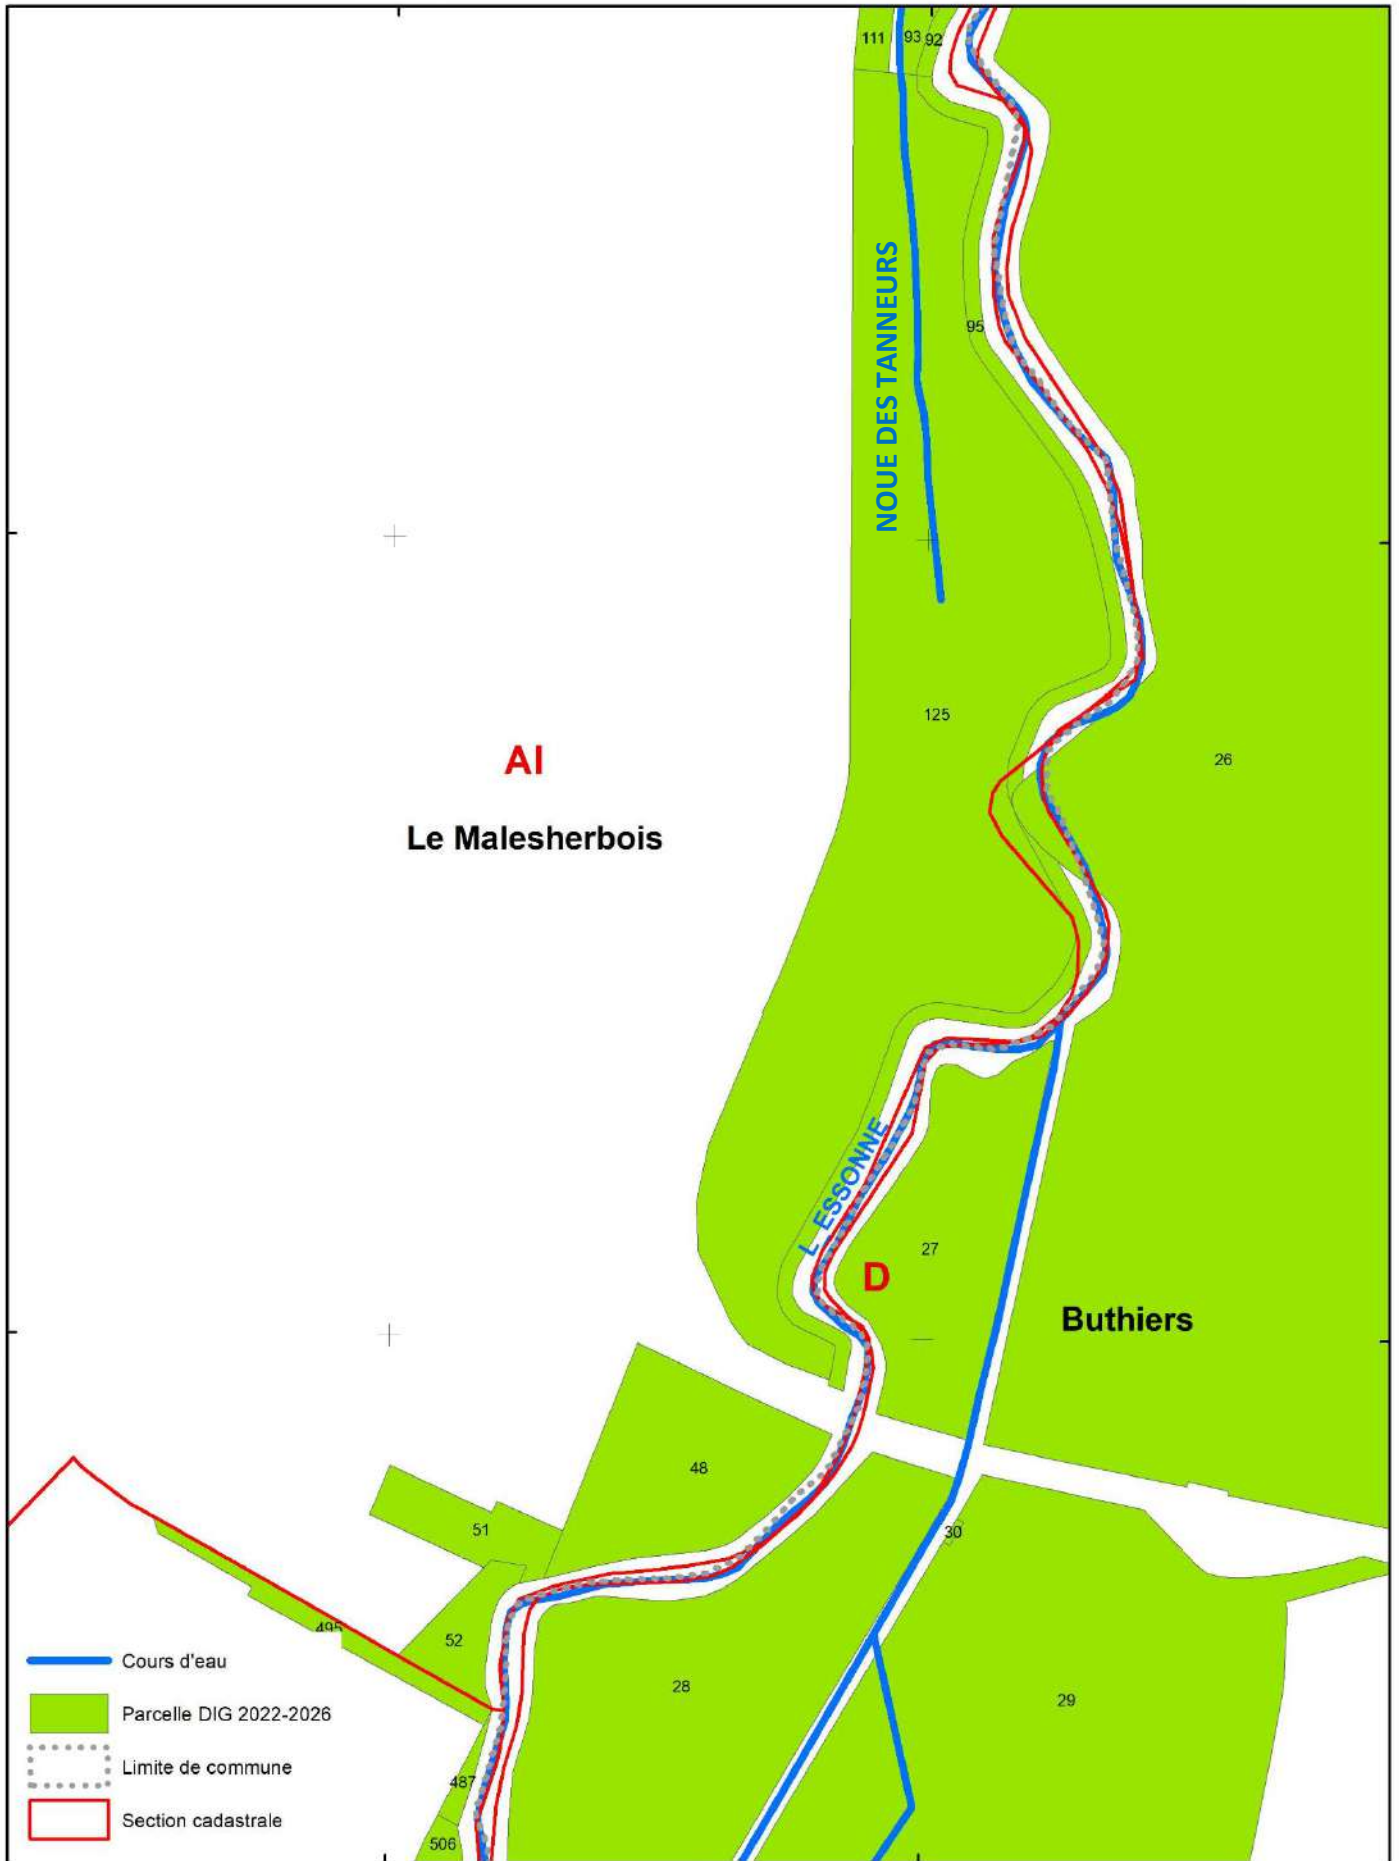 111 93 92
NOUE DES TANNEURS
95
125
26
AI
Le Malesherbois
L ESSONNE
27
D
Buthiers
48
51
30
495
52
28
29
487
506
Cours d'eau
Parcelle DIG 2022-2026
Limite de commune
Section cadastrale